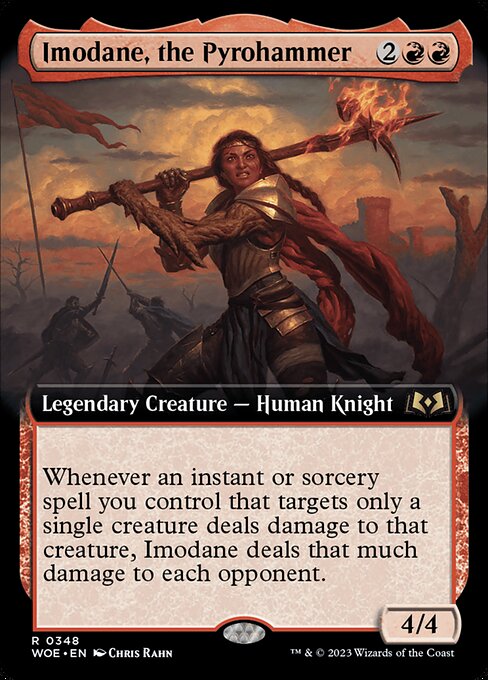 Imodane, the Pyrohammer 2
Legendary Creature — Human Knight
Whenever an instant or sorcery
spell you control that targets only a
single creature deals damage to that
creature, Imodane deals that much
damage to each opponent.
4/4
R 0348
WOE • EN Chris Rahn
™ & © 2023 Wizards of the Coast